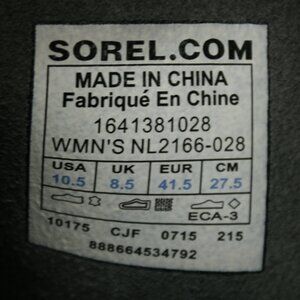 SOREL.COM
MADE IN CHINA
Fabriqué En Chine
1641381028
WMN'S NL2166-028
USA UK EUR CM
10.5 8.5 41.5 27.5
ECA-3
10175 CJF 0715 215
888664534792